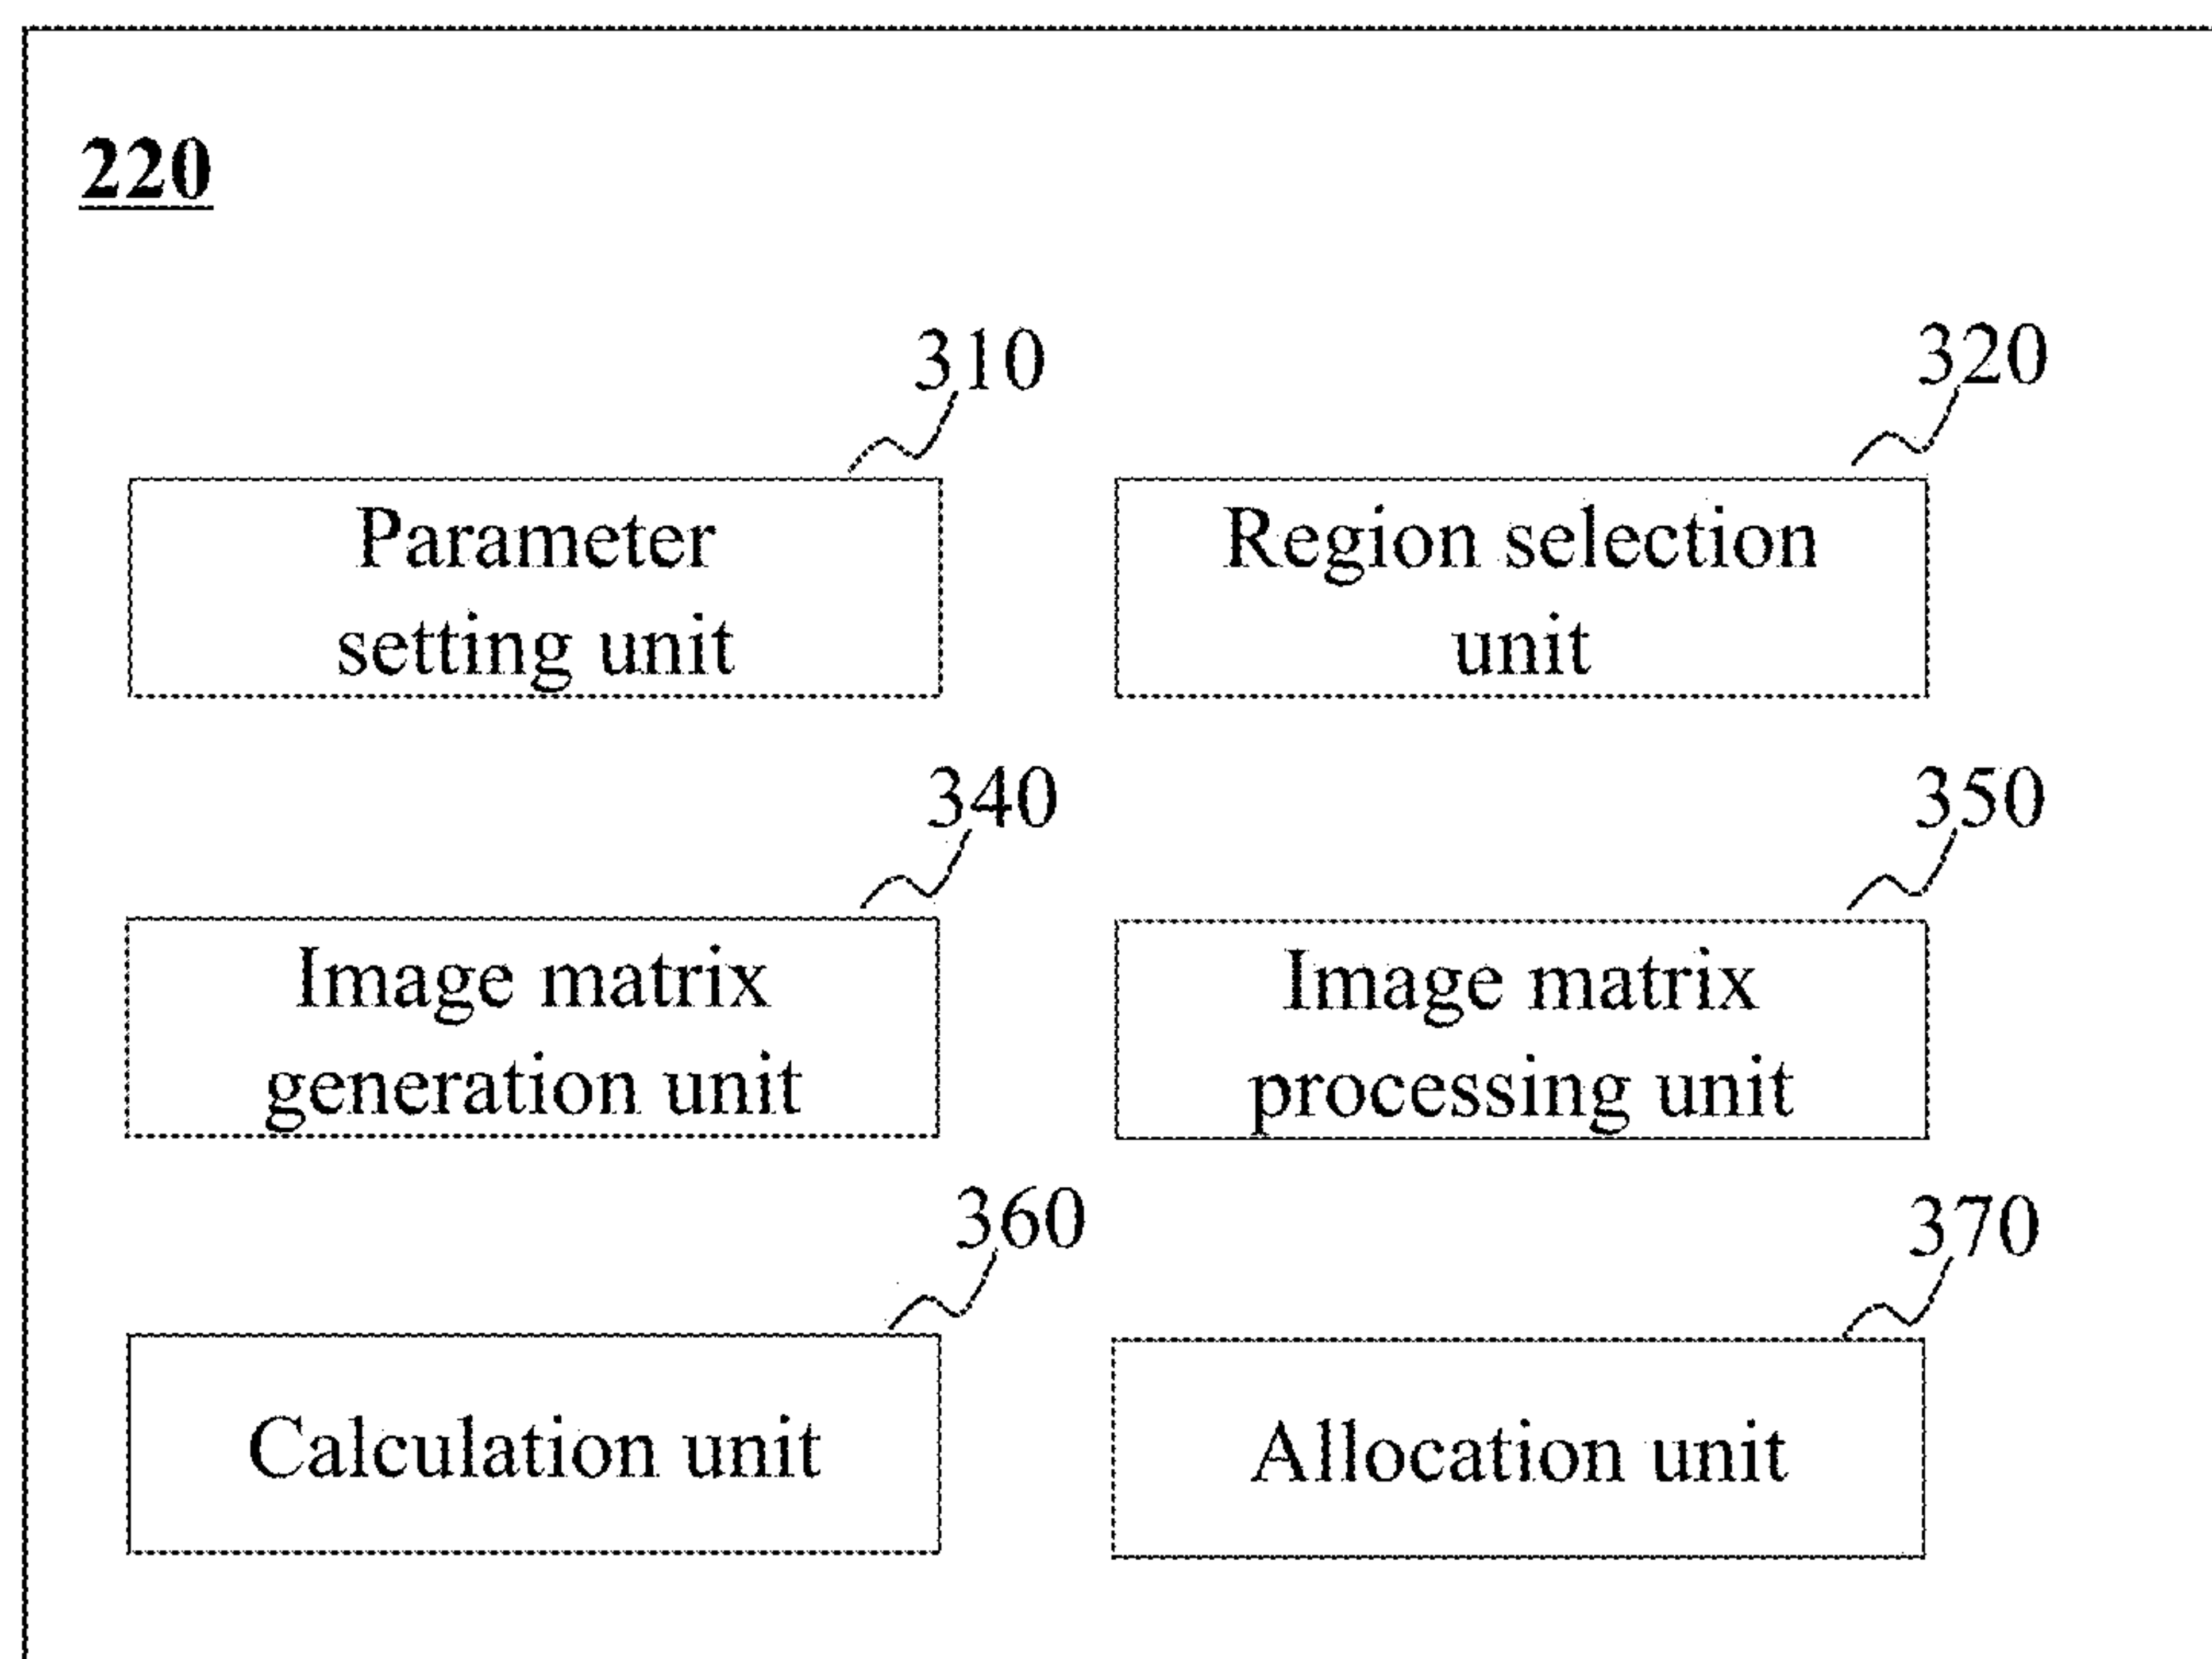 220
310
320
Parameter
setting unit
Region selection
unit
340
350
Image matrix
generation unit
Image matrix
processing unit
360
370
Calculation unit
Allocation unit